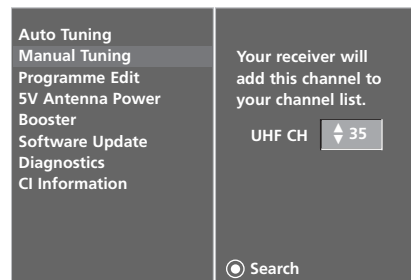 Auto Tuning
Manual Tuning
Programme Edit
5V Antenna Power
Booster
Software Update
Diagnostics
CI Information
Your receiver will
add this channel to
your channel list.
UHF CH 35
Search